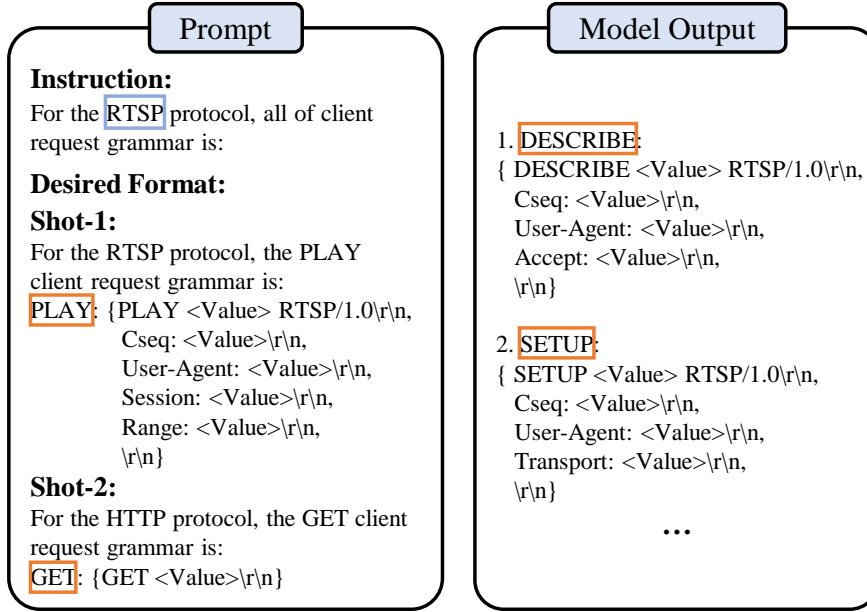 Prompt
Instruction:
For the RTSP protocol, all of client
request grammar is:
Desired Format:
Shot-1:
For the RTSP protocol, the PLAY
client request grammar is:
PLAY: {PLAY <Value> RTSP/1.0\r\n,
Cseq: <Value>\r\n,
User-Agent: <Value>\r\n,
Session: <Value>\r\n,
Range: <Value>\r\n,
\r\n}
Shot-2:
For the HTTP protocol, the GET client
request grammar is:
GET: {GET <Value>\r\n}
Model Output
1. DESCRIBE:
{ DESCRIBE <Value> RTSP/1.0\r\n,
Cseq: <Value>\r\n,
User-Agent: <Value>\r\n,
Accept: <Value>\r\n,
\r\n}
2. SETUP:
{ SETUP <Value> RTSP/1.0\r\n,
Cseq: <Value>\r\n,
User-Agent: <Value>\r\n,
Transport: <Value>\r\n,
\r\n}
...